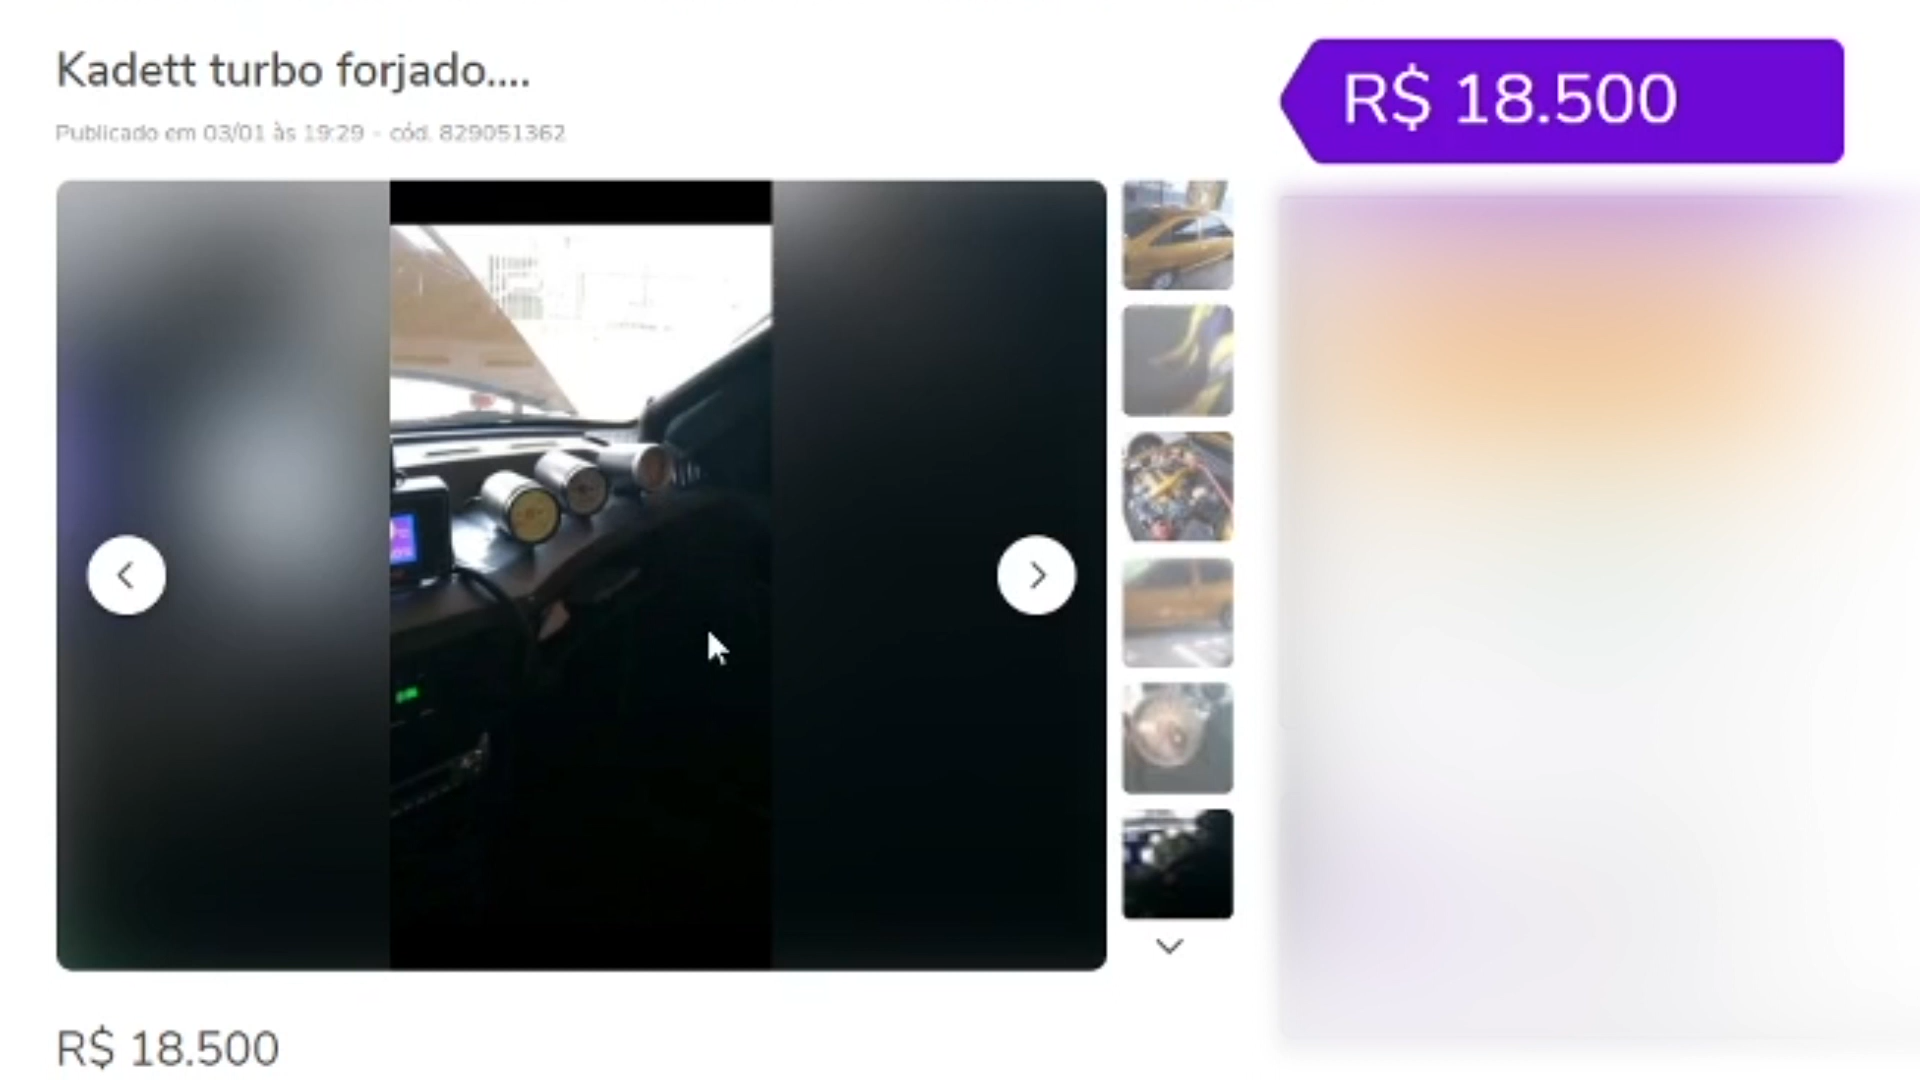 Kadett turbo forjado....
R$ 18.500
Publicado em 03/01 às 19:29 - cód. 829051362
R$ 18.500